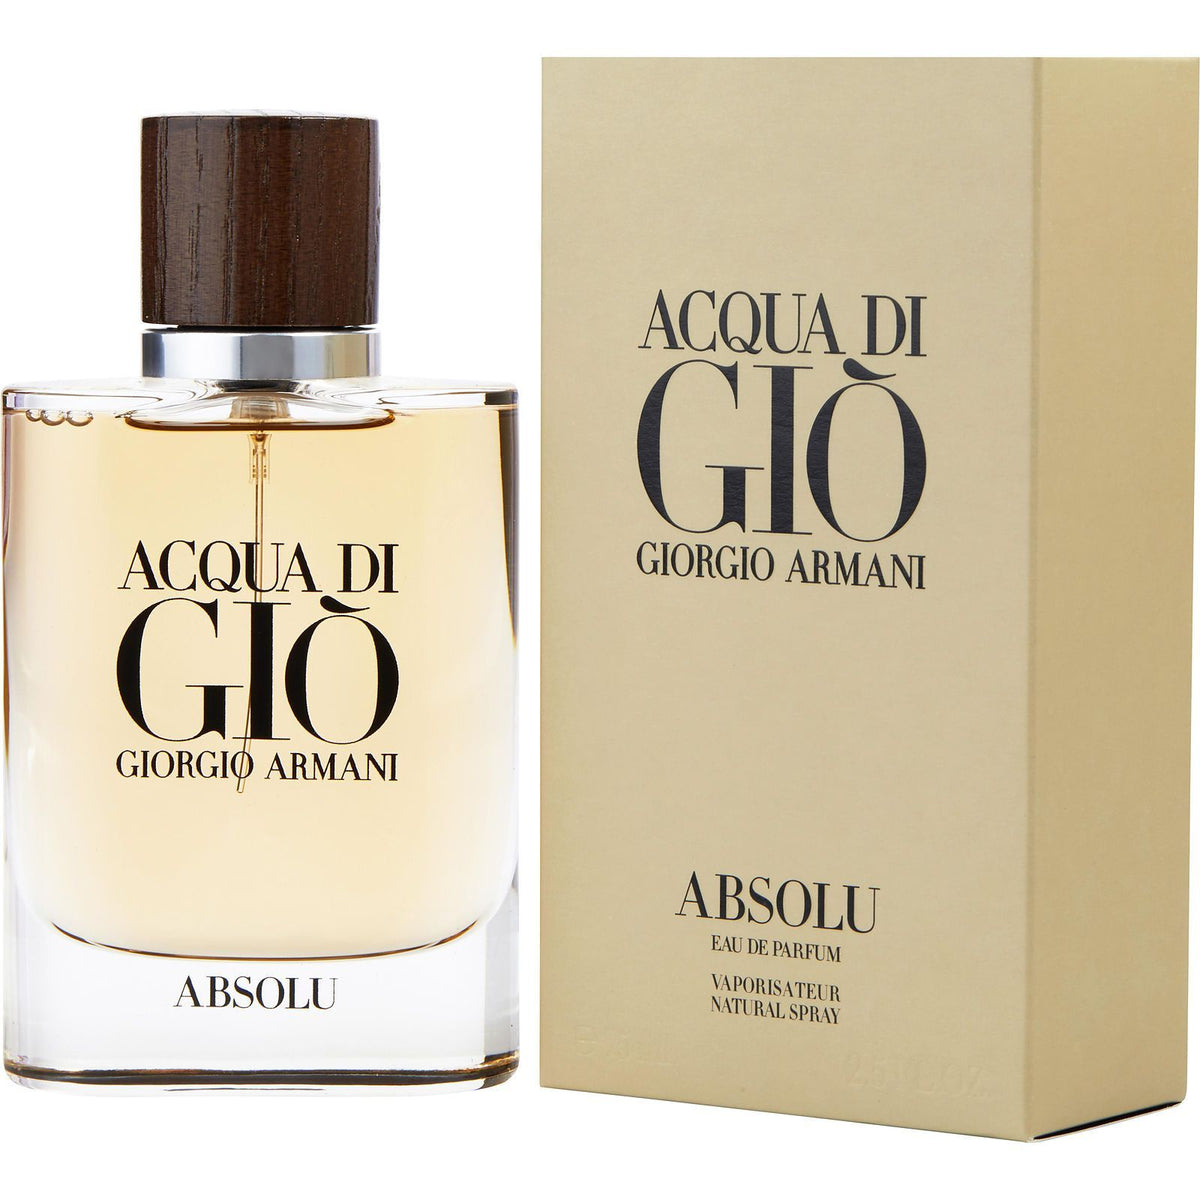 ACQUA DI
GIÒ
GIORGIO ARMANI
ABSOLU
ACQUA DI
GIÒ
GIORGIO ARMANI
ABSOLU
EAU DE PARFUM
VAPORISATEUR
NATURAL SPRAY